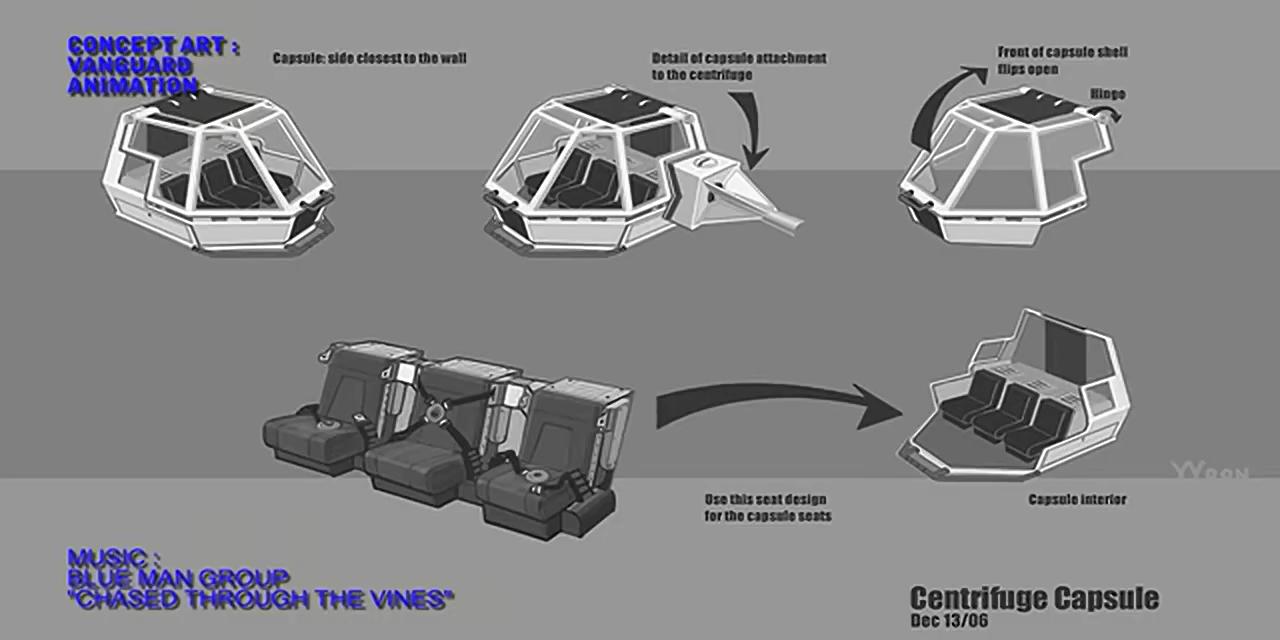 CONCEPT ART :
VANGUARD
ANIMATION
Capsule: side closest to the wall
Detail of capsule attachment
to the centrifuge
Front of capsule shell
flips open
Hinge
Use this seat design
for the capsule seats
Capsule interior
MUSIC :
BLUE MAN GROUP
"CHASED THROUGH THE VINES"
Centrifuge Capsule
Dec 13/06